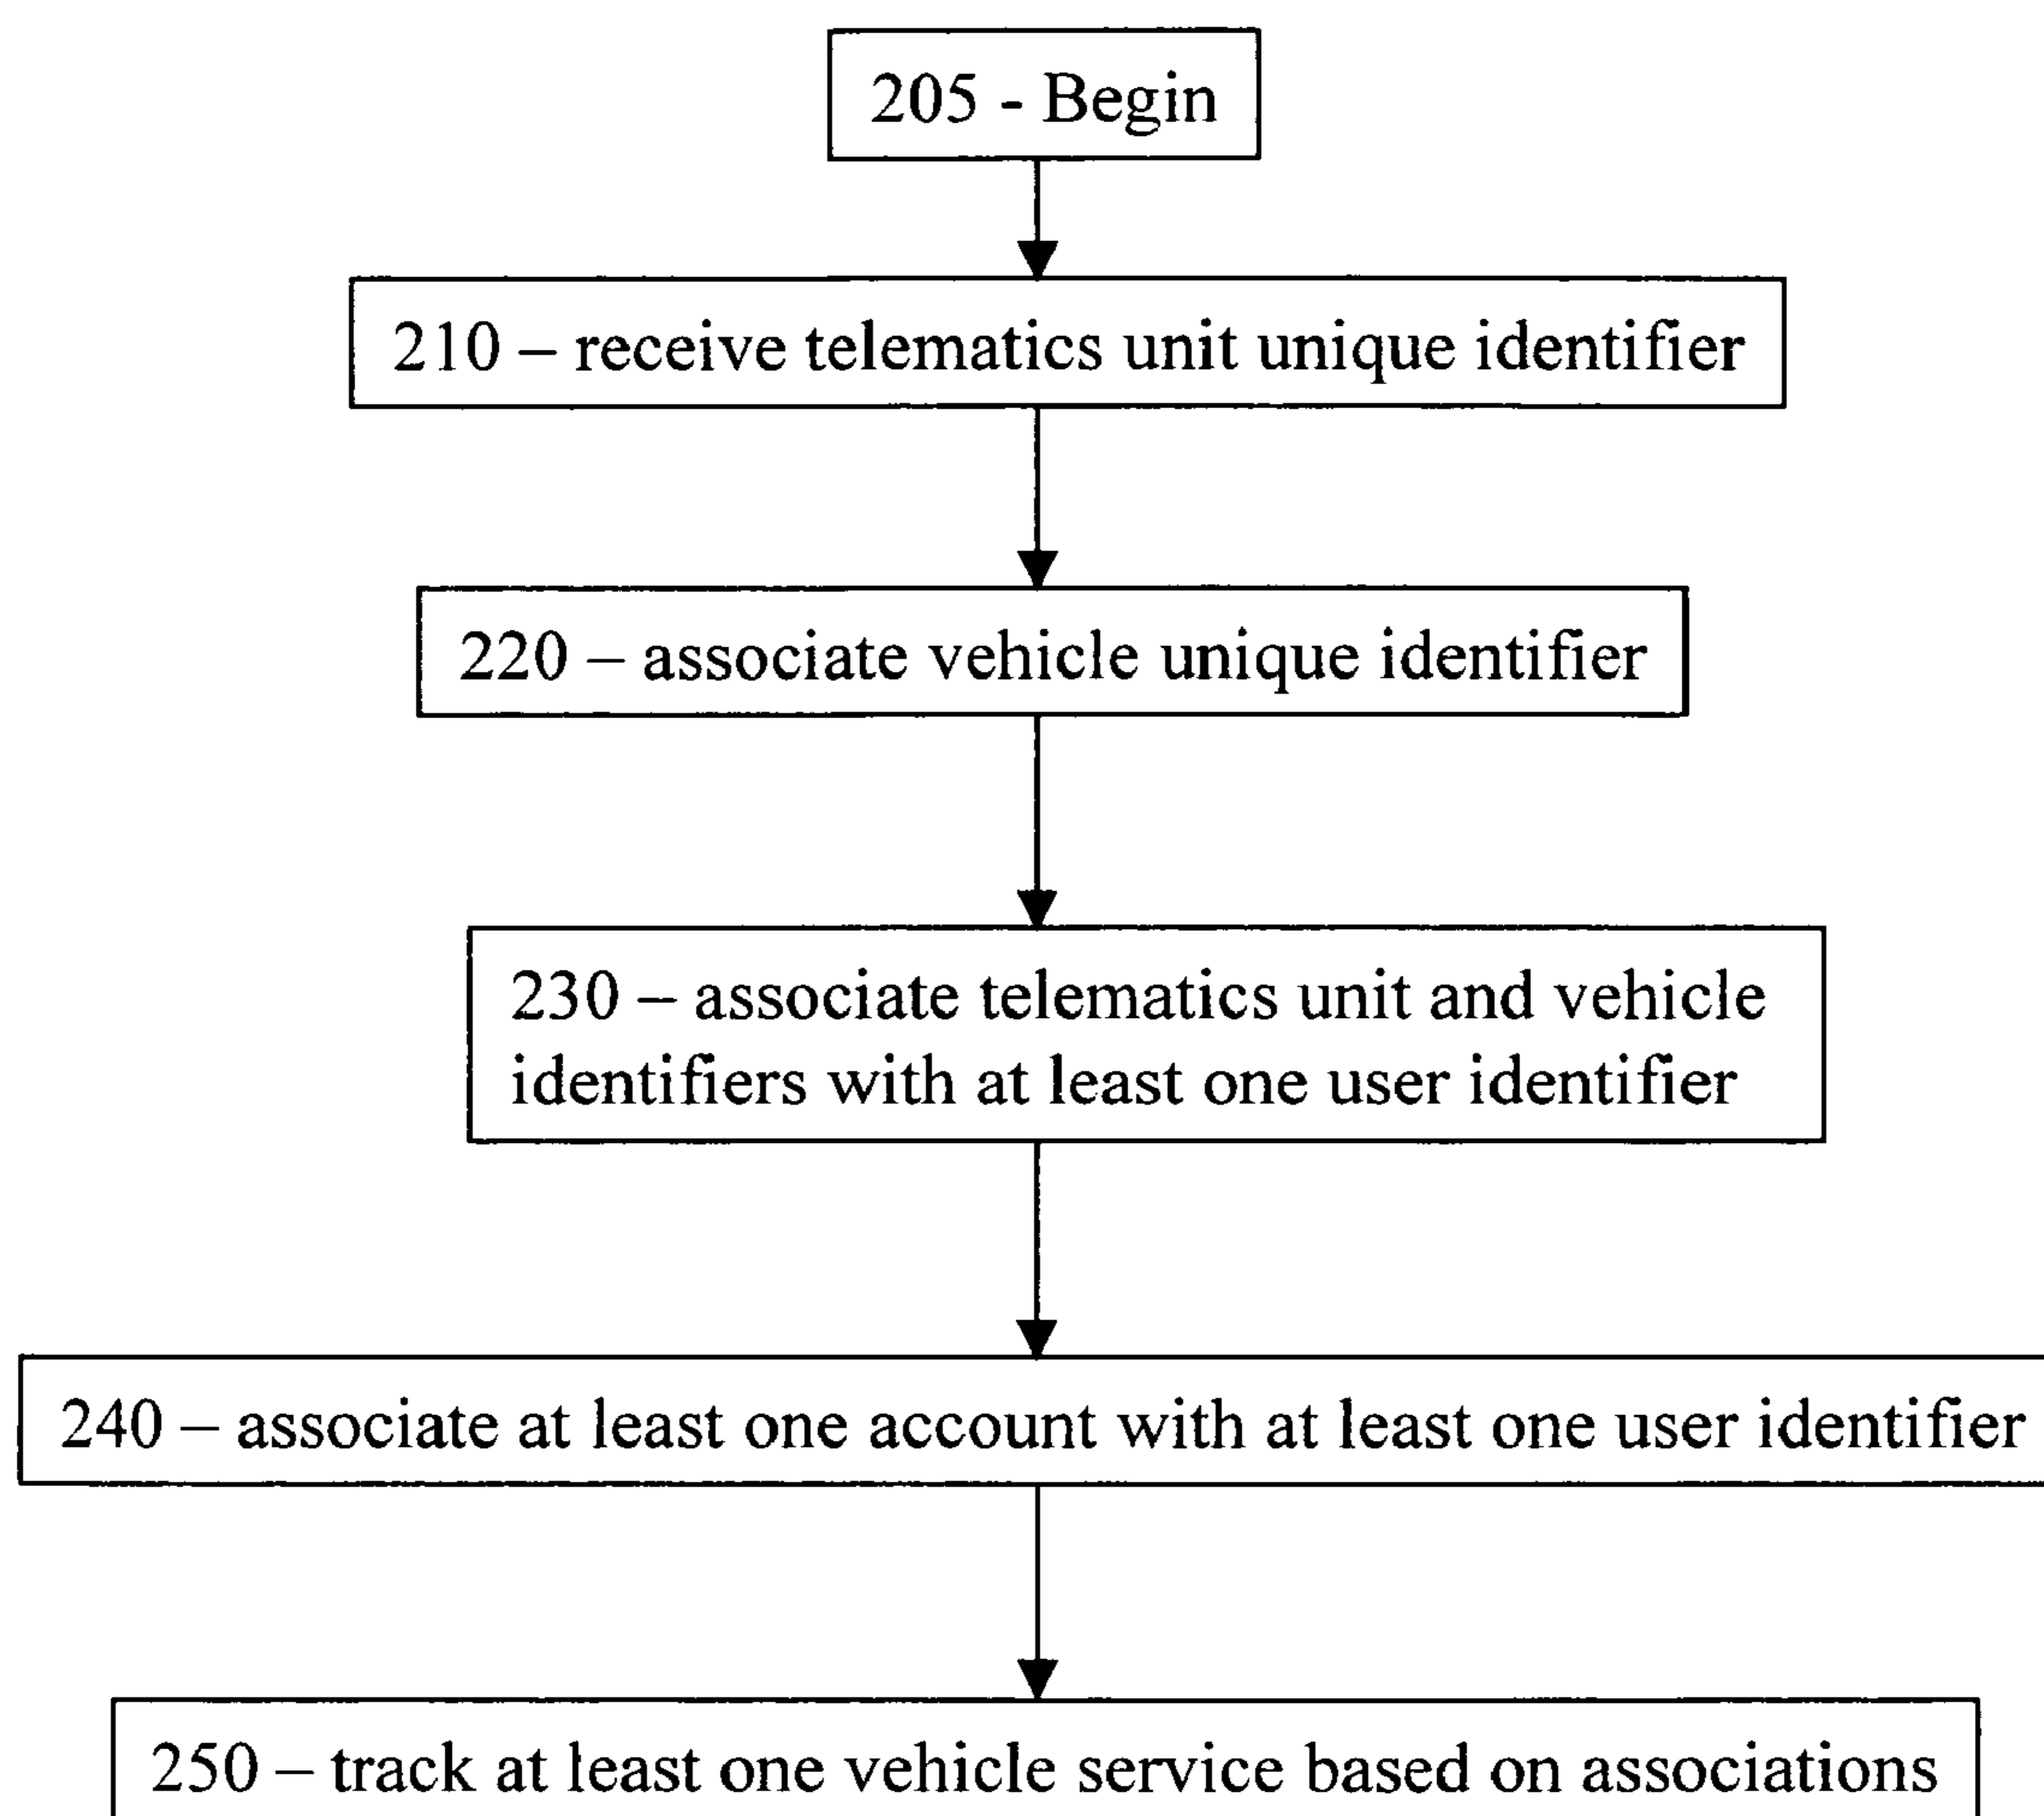 205 - Begin
210 – receive telematics unit unique identifier
220 – associate vehicle unique identifier
230 – associate telematics unit and vehicle
identifiers with at least one user identifier
240 – associate at least one account with at least one user identifier
250 – track at least one vehicle service based on associations